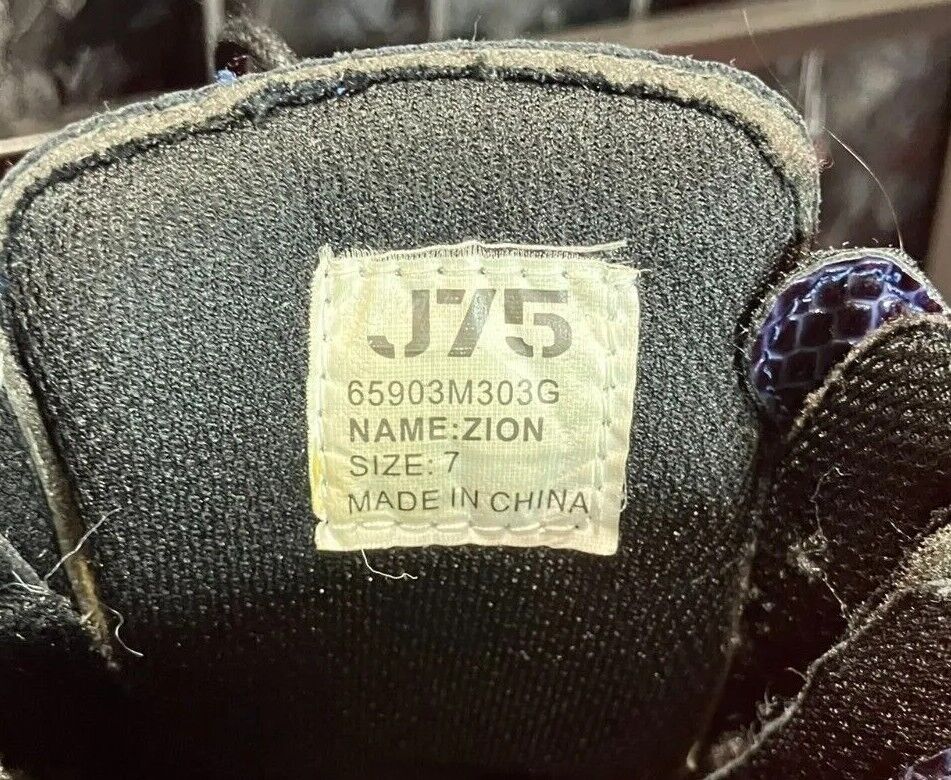 J75
65903M303G
NAME:ZION
SIZE: 7
MADE IN CHINA